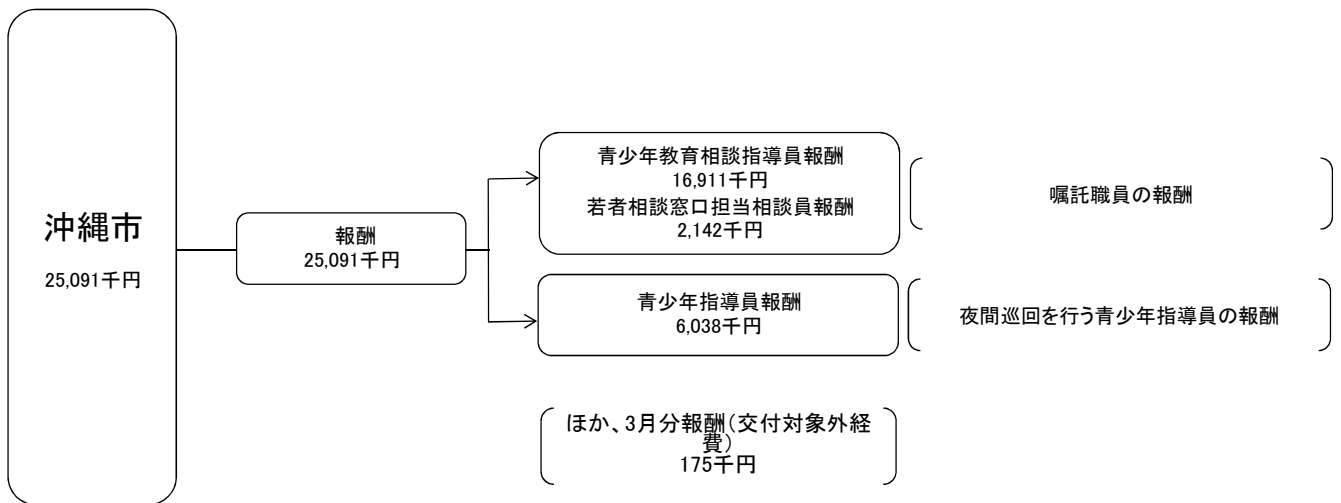 沖縄市
25,091千円
報酬
25,091千円
青少年教育相談指導員報酬
16,911千円
若者相談窓口担当相談員報酬
2,142千円
嘱託職員の報酬
青少年指導員報酬
6,038千円
夜間巡回を行う青少年指導員の報酬
ほか、3月分報酬(交付対象外経
費)
175千円